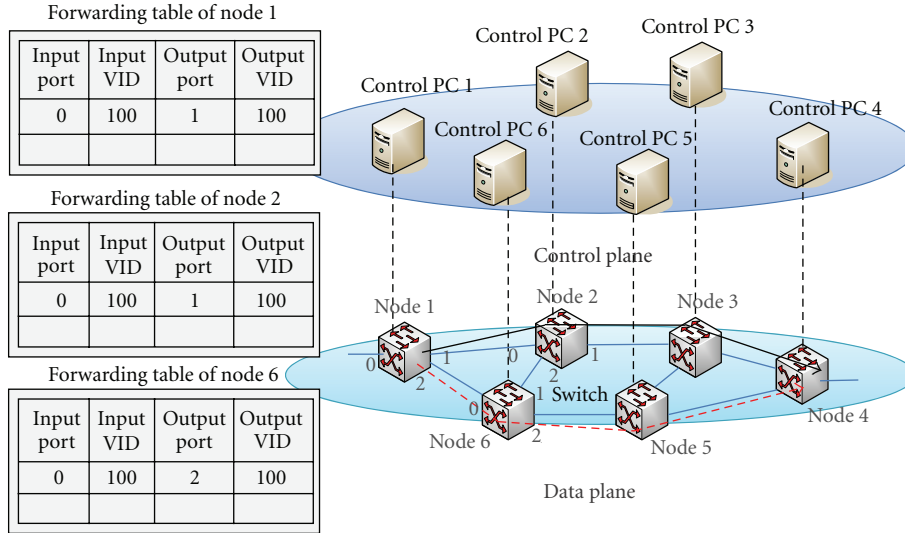 Forwarding table of node 1
Input port
Input VID
Output port
Output VID
0 100 1 100
Forwarding table of node 2
Input port
Input VID
Output port
Output VID
0 100 1 100
Forwarding table of node 6
Input port
Input VID
Output port
Output VID
0 100 2 100
Control PC 1
Control PC 2
Control PC 3
Control PC 4
Control PC 6
Control PC 5
Control plane
Node 1
Node 2
Node 3
0
1
2
0
1
2
Switch
0
1
2
Node 6
Node 5
Node 4
Data plane